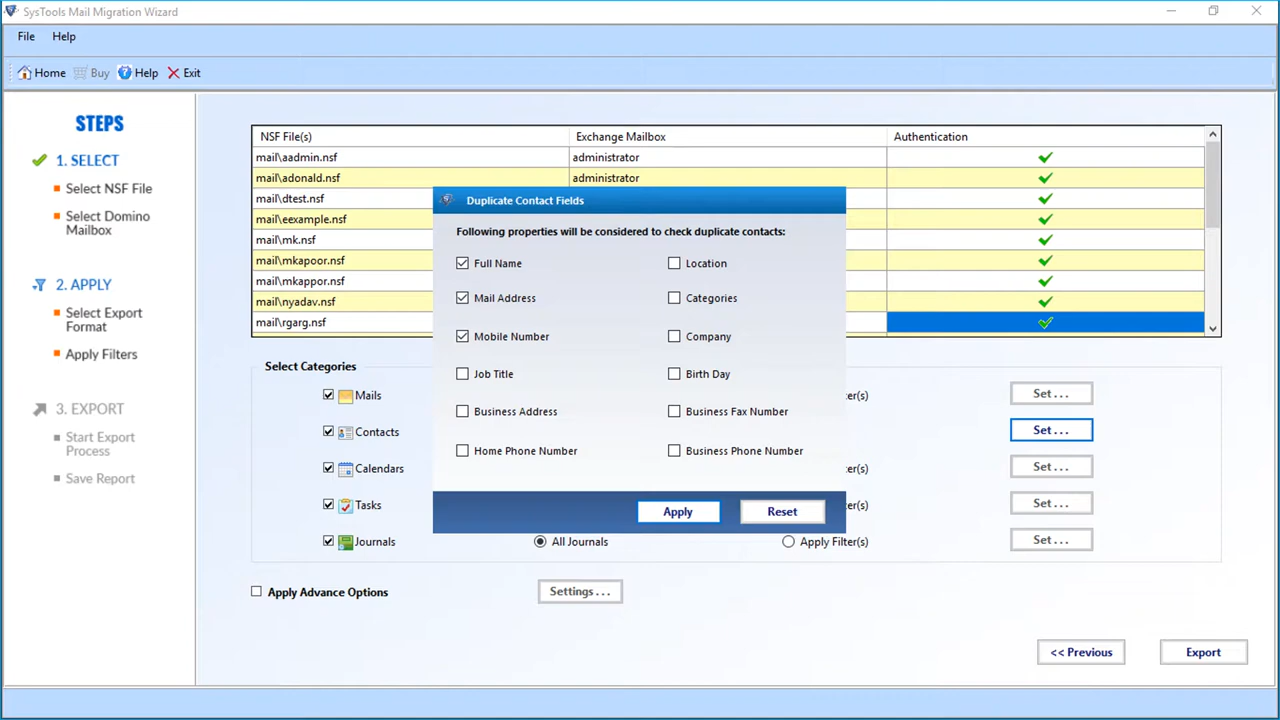 SysTools Mail Migration Wizard
File Help
Home Buy Help Exit
STEPS
1. SELECT
Select NSF File
Select Domino
Mailbox
2. APPLY
Select Export
Format
Apply Filters
3. EXPORT
Start Export
Process
Save Report
NSF File(s) Exchange Mailbox Authentication
mail\aadmin.nsf administrator
mail\adonald.nsf administrator
mail\dtest.nsf
mail\eexample.nsf
mail\mk.nsf
mail\mkapoor.nsf
mail\mkappor.nsf
mail\nyadav.nsf
mail\rgarg.nsf
Duplicate Contact Fields
Following properties will be considered to check duplicate contacts:
Full Name Location
Mail Address Categories
Mobile Number Company
Job Title Birth Day
Business Address Business Fax Number
Home Phone Number Business Phone Number
Apply Reset
Select Categories
Mails ter(s) Set . . .
Contacts Set . . .
Calendars ter(s) Set . . .
Tasks ter(s) Set . . .
Journals All Journals Apply Filter(s) Set . . .
Apply Advance Options Settings . . .
<< Previous Export